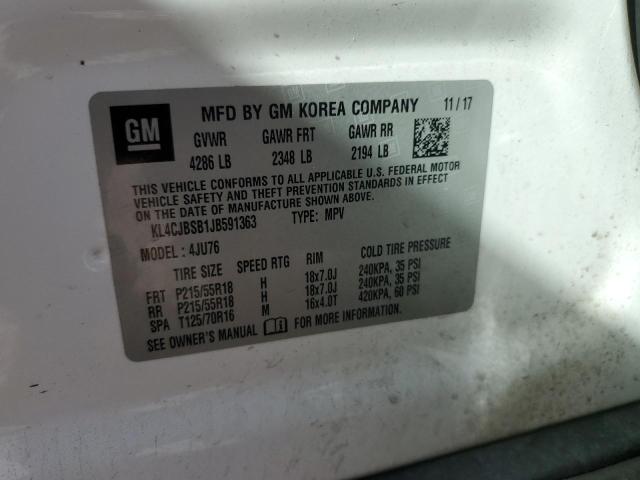 GM
MFD BY GM KOREA COMPANY 11/17
GVWR GAWR FRT GAWR RR
4286 LB 2348 LB 2194 LB
THIS VEHICLE CONFORMS TO ALL APPLICABLE U.S. FEDERAL MOTOR
VEHICLE SAFETY AND THEFT PREVENTION STANDARDS IN EFFECT
ON THE DATE OF MANUFACTURE SHOWN ABOVE.
KL4CJBSB1JB591363 TYPE: MPV
MODEL: 4JU76
TIRE SIZE SPEED RTG RIM COLD TIRE PRESSURE
FRT P215/55R18 H 18x7.0J 240KPA, 35 PSI
RR P215/55R18 H 18x7.0J 240KPA, 35 PSI
SPA T125/70R16 M 16x4.0T 420KPA, 60 PSI
SEE OWNER'S MANUAL FOR MORE INFORMATION.